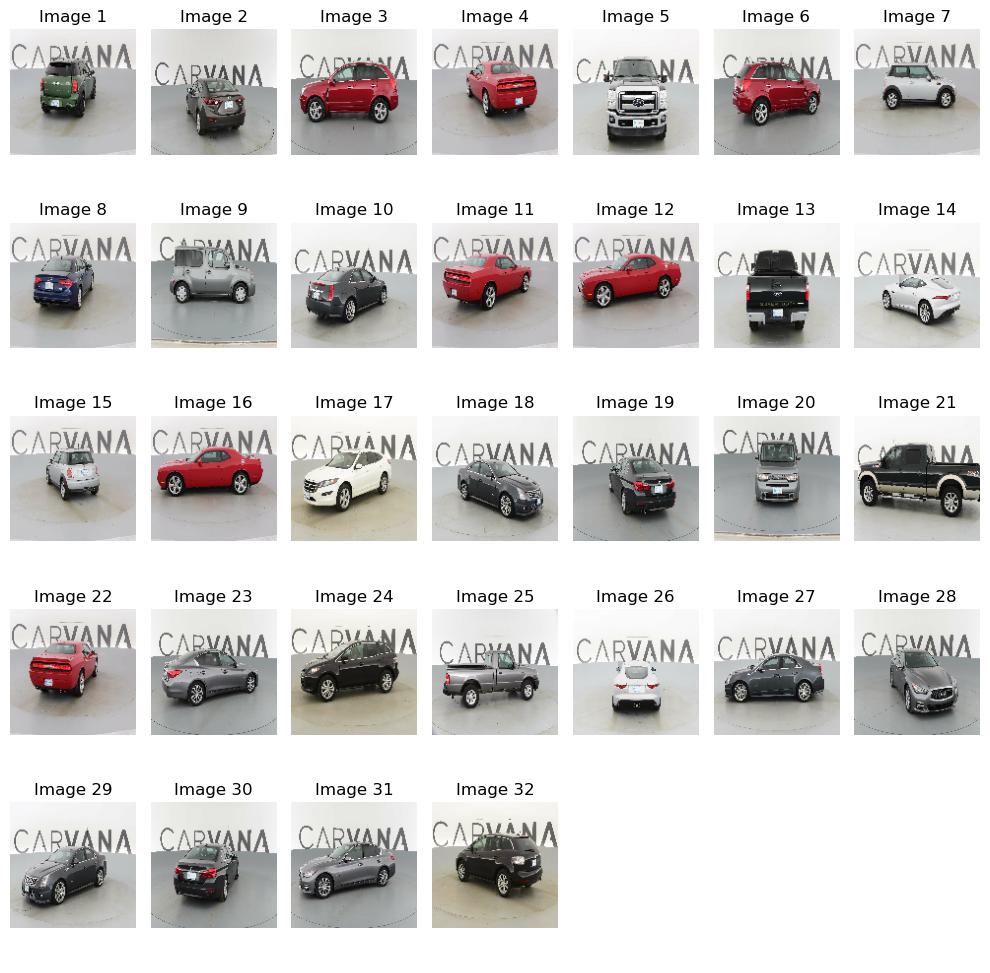 Image 1 Image 2 Image 3 Image 4 Image 5 Image 6 Image 7
CARVANA CARVANA CARVANA CARVANA CARVANA CARVANA CARVANA
Image 8 Image 9 Image 10 Image 11 Image 12 Image 13 Image 14
CARVANA CARVANA CARVANA CARVANA CARVANA CARVANA CARVANA
SUPER DUTY
Image 15 Image 16 Image 17 Image 18 Image 19 Image 20 Image 21
CARVANA CARVANA CARVANA CARVANA CARVANA CARVANA CARVANA
Image 22 Image 23 Image 24 Image 25 Image 26 Image 27 Image 28
CARVANA CARVANA CARVANA CARVANA CARVANA CARVANA CARVANA
Image 29 Image 30 Image 31 Image 32
CARVANA CARVANA CARVANA CARVANA